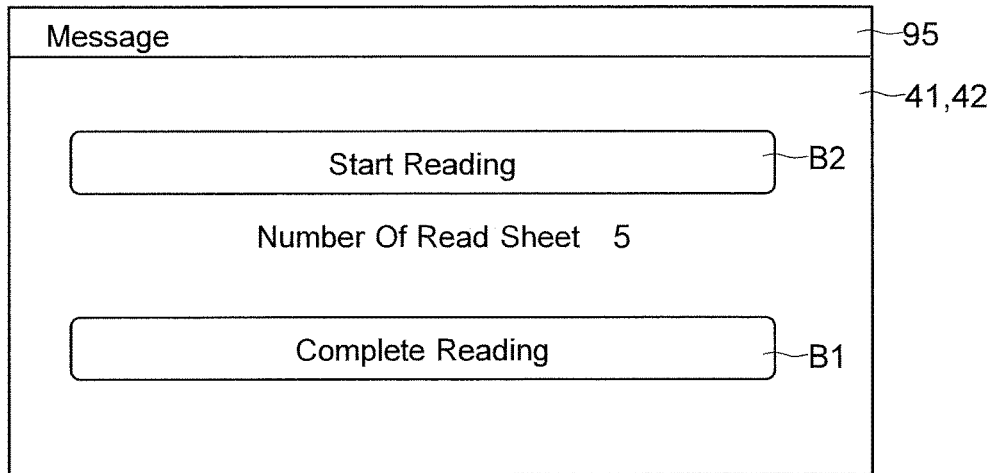 Message 95
41,42
Start Reading B2
Number Of Read Sheet 5
Complete Reading B1